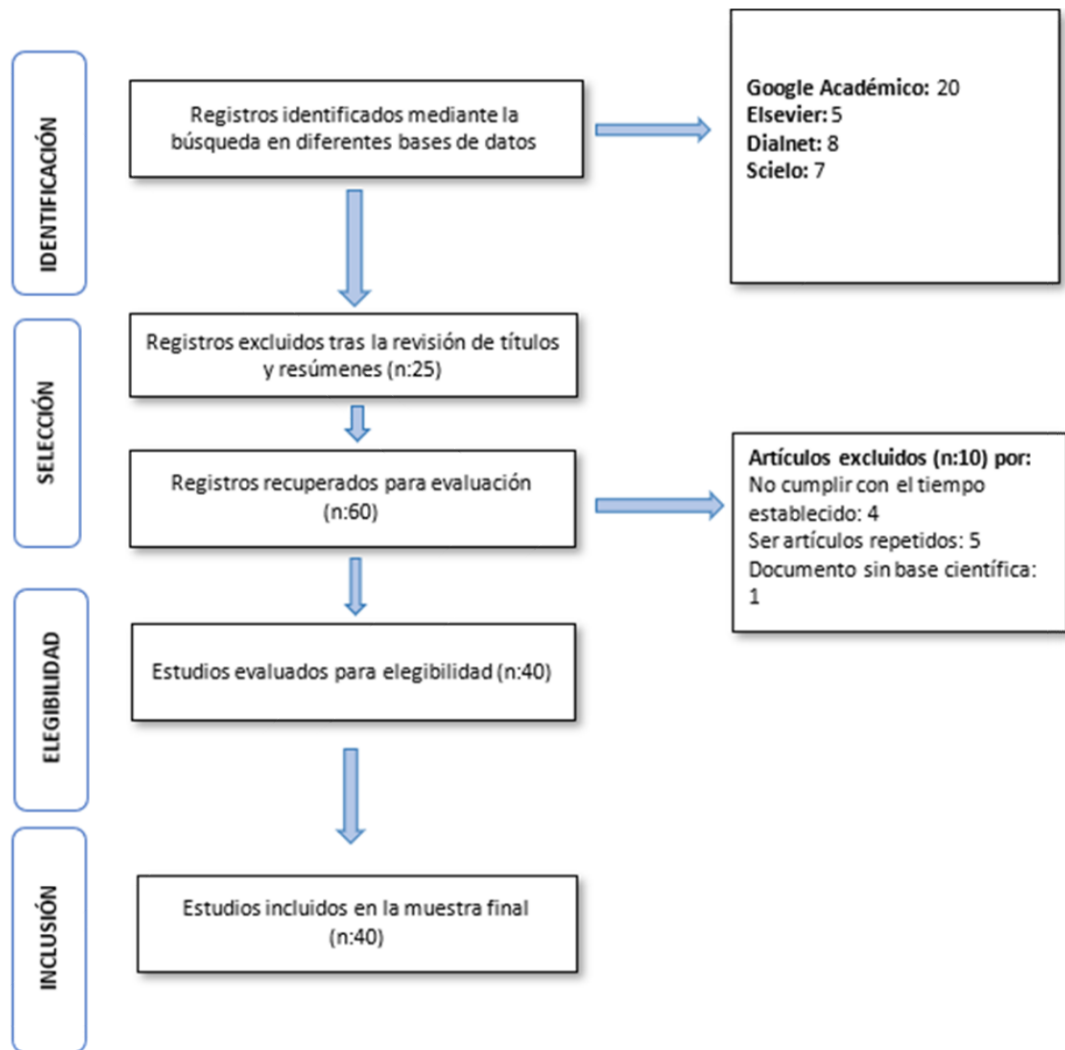 IDENTIFICACIÓN
Registros identificados mediante la
búsqueda en diferentes bases de datos
Google Académico: 20
Elsevier: 5
Dialnet: 8
Scielo: 7
SELECCIÓN
Registros excluidos tras la revisión de títulos
y resúmenes (n:25)
Registros recuperados para evaluación
(n:60)
Artículos excluidos (n:10) por:
No cumplir con el tiempo
establecido: 4
Ser artículos repetidos: 5
Documento sin base científica:
1
ELEGIBILIDAD
Estudios evaluados para elegibilidad (n:40)
INCLUSIÓN
Estudios incluidos en la muestra final
(n:40)